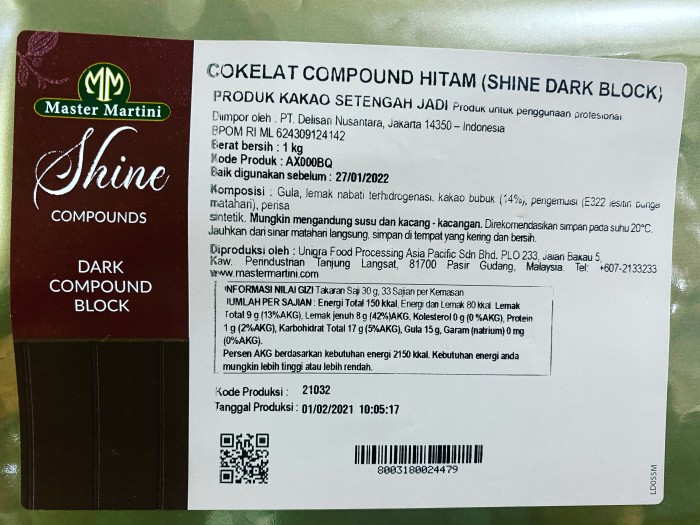 MM
Master Martini
Shine
COMPOUNDS
DARK
COMPOUND
BLOCK
COKELAT COMPOUND HITAM (SHINE DARK BLOCK)
PRODUK KAKAO SETENGAH JADI Produk untuk penggunaan profesional
Diimpor oleh : PT. Delisari Nusantara, Jakarta 14350 – Indonesia
BPOM RI ML 624309124142
Berat bersih : 1 kg
Kode Produk : AX000BQ
Baik digunakan sebelum : 27/01/2022
Komposisi : Gula, lemak nabati terhidrogenasi, kakao bubuk (14%), pengemulsi (E322 lesitin bunga
matahari), perisa
sintetik. Mungkin mengandung susu dan kacang - kacangan. Direkomendasikan simpan pada suhu 20°C.
Jauhkan dari sinar matahari langsung, simpan di tempat yang kering dan bersih.
Diproduksi oleh : Unigra Food Processing Asia Pacific Sdn Bhd. PLO 233, Jalan Bakau 5,
Kaw. Perindustrian Tanjung Langsat, 81700 Pasir Gudang, Malaysia. Tel: +607-2133233
www.mastermartini.com
INFORMASI NILAI GIZI Takaran Saji 30 g, 33 Sajian per Kemasan
JUMLAH PER SAJIAN : Energi Total 150 kkal, Energi dari Lemak 80 kkal. Lemak
Total 9 g (13%AKG), Lemak jenuh 8 g (42%)AKG, Kolesterol 0 g (0 %AKG), Protein
1 g (2%AKG), Karbohidrat Total 17 g (5%AKG), Gula 15 g, Garam (natrium) 0 mg
(0%AKG).
Persen AKG berdasarkan kebutuhan energi 2150 kkal. Kebutuhan energi anda
mungkin lebih tinggi atau lebih rendah.
Kode Produksi : 21032
Tanggal Produksi : 01/02/2021 10:05:17
8003180024479
LD055M